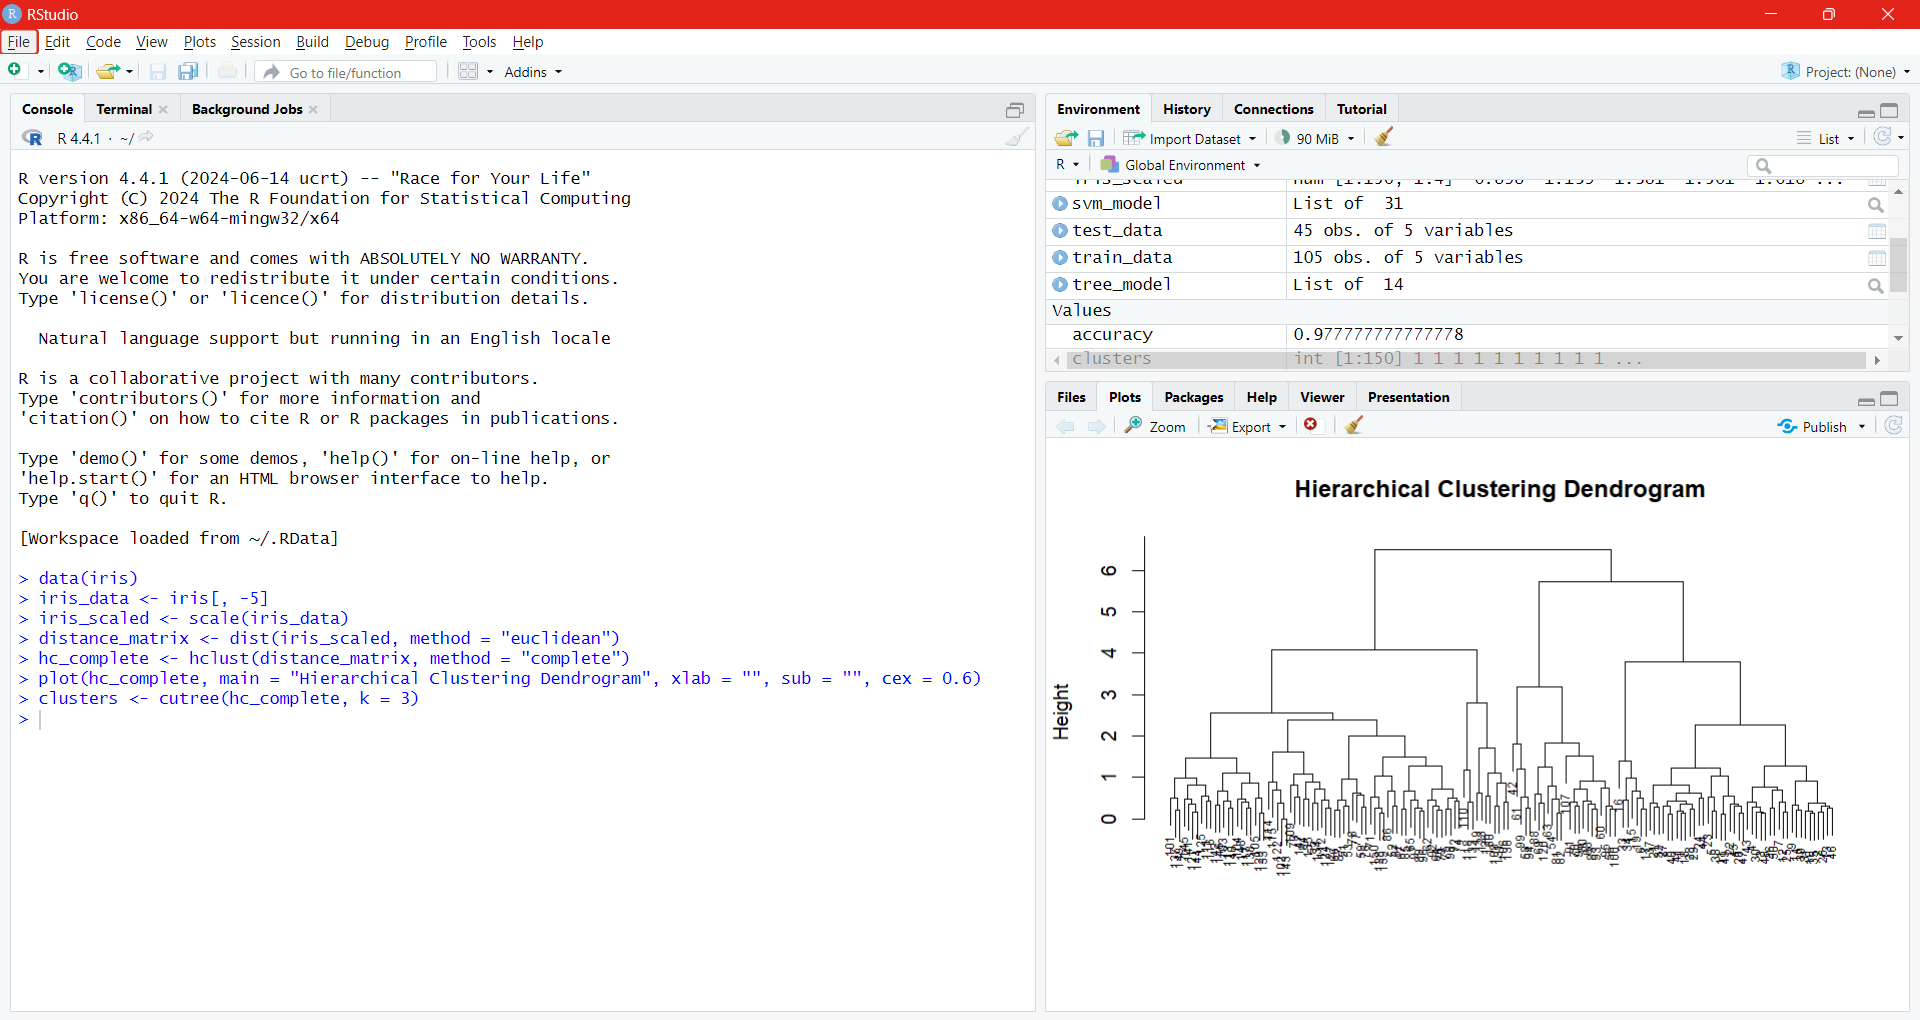 RStudio
File Edit Code View Plots Session Build Debug Profile Tools Help
Go to file/function Addins Project: (None)
Console Terminal Background Jobs
R 4.4.1 · ~/
R version 4.4.1 (2024-06-14 ucrt) -- "Race for Your Life"
Copyright (C) 2024 The R Foundation for Statistical Computing
Platform: x86_64-w64-mingw32/x64
R is free software and comes with ABSOLUTELY NO WARRANTY.
You are welcome to redistribute it under certain conditions.
Type 'license()' or 'licence()' for distribution details.
Natural language support but running in an English locale
R is a collaborative project with many contributors.
Type 'contributors()' for more information and
'citation()' on how to cite R or R packages in publications.
Type 'demo()' for some demos, 'help()' for on-line help, or
'help.start()' for an HTML browser interface to help.
Type 'q()' to quit R.
[Workspace loaded from ~/.RData]
> data(iris)
> iris_data <- iris[, -5]
> iris_scaled <- scale(iris_data)
> distance_matrix <- dist(iris_scaled, method = "euclidean")
> hc_complete <- hclust(distance_matrix, method = "complete")
> plot(hc_complete, main = "Hierarchical Clustering Dendrogram", xlab = "", sub = "", cex = 0.6)
> clusters <- cutree(hc_complete, k = 3)
>
Environment History Connections Tutorial
Import Dataset 90 MiB List
R Global Environment
svm_model List of 31
test_data 45 obs. of 5 variables
train_data 105 obs. of 5 variables
tree_model List of 14
Values
accuracy 0.977777777777778
clusters int [1:150] 1 1 1 1 1 1 1 1 1 1 ...
Files Plots Packages Help Viewer Presentation
Zoom Export Publish
Hierarchical Clustering Dendrogram
Height
6
5
4
3
2
1
0
42
61
110
107
16